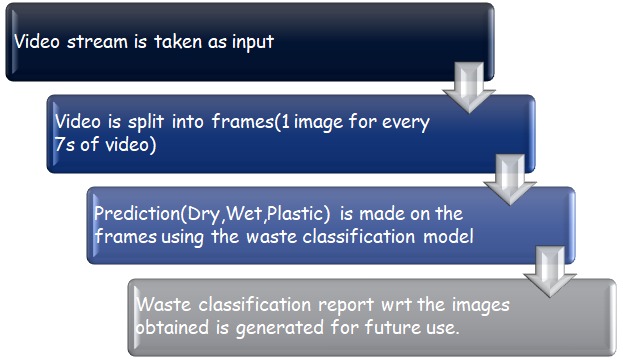 Video stream is taken as input
Video is split into frames(1 image for every
7s of video)
Prediction(Dry,Wet,Plastic) is made on the
frames using the waste classification model
Waste classification report wrt the images
obtained is generated for future use.